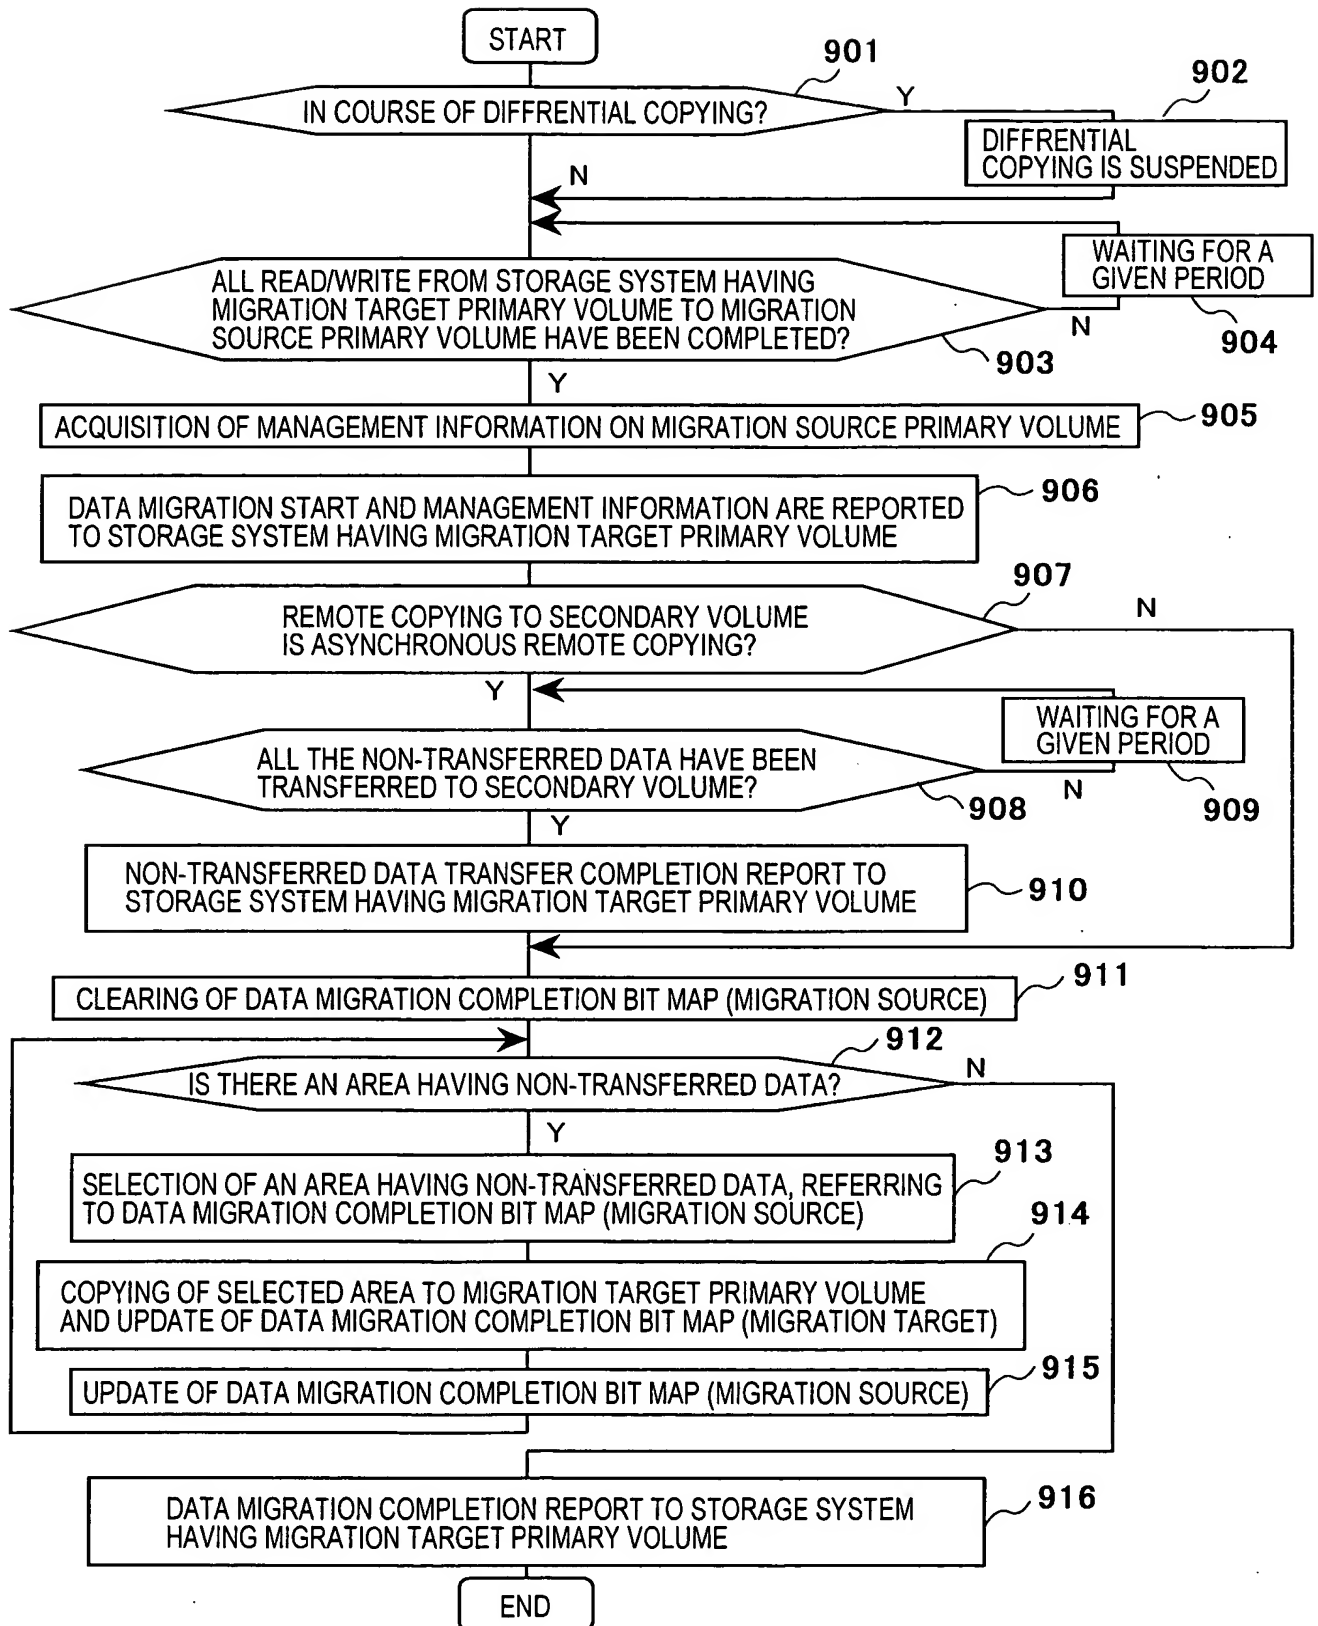 START
901
IN COURSE OF DIFFRENTIAL COPYING?
Y
902
DIFFRENTIAL
COPYING IS SUSPENDED
N
WAITING FOR A
GIVEN PERIOD
904
ALL READ/WRITE FROM STORAGE SYSTEM HAVING
MIGRATION TARGET PRIMARY VOLUME TO MIGRATION
SOURCE PRIMARY VOLUME HAVE BEEN COMPLETED?
N
903
Y
ACQUISITION OF MANAGEMENT INFORMATION ON MIGRATION SOURCE PRIMARY VOLUME
905
DATA MIGRATION START AND MANAGEMENT INFORMATION ARE REPORTED
TO STORAGE SYSTEM HAVING MIGRATION TARGET PRIMARY VOLUME
906
907
REMOTE COPYING TO SECONDARY VOLUME
IS ASYNCHRONOUS REMOTE COPYING?
N
Y
WAITING FOR A
GIVEN PERIOD
909
ALL THE NON-TRANSFERRED DATA HAVE BEEN
TRANSFERRED TO SECONDARY VOLUME?
N
908
Y
NON-TRANSFERRED DATA TRANSFER COMPLETION REPORT TO
STORAGE SYSTEM HAVING MIGRATION TARGET PRIMARY VOLUME
910
911
CLEARING OF DATA MIGRATION COMPLETION BIT MAP (MIGRATION SOURCE)
912
IS THERE AN AREA HAVING NON-TRANSFERRED DATA?
N
Y
913
SELECTION OF AN AREA HAVING NON-TRANSFERRED DATA, REFERRING
TO DATA MIGRATION COMPLETION BIT MAP (MIGRATION SOURCE)
914
COPYING OF SELECTED AREA TO MIGRATION TARGET PRIMARY VOLUME
AND UPDATE OF DATA MIGRATION COMPLETION BIT MAP (MIGRATION TARGET)
915
UPDATE OF DATA MIGRATION COMPLETION BIT MAP (MIGRATION SOURCE)
916
DATA MIGRATION COMPLETION REPORT TO STORAGE SYSTEM
HAVING MIGRATION TARGET PRIMARY VOLUME
END